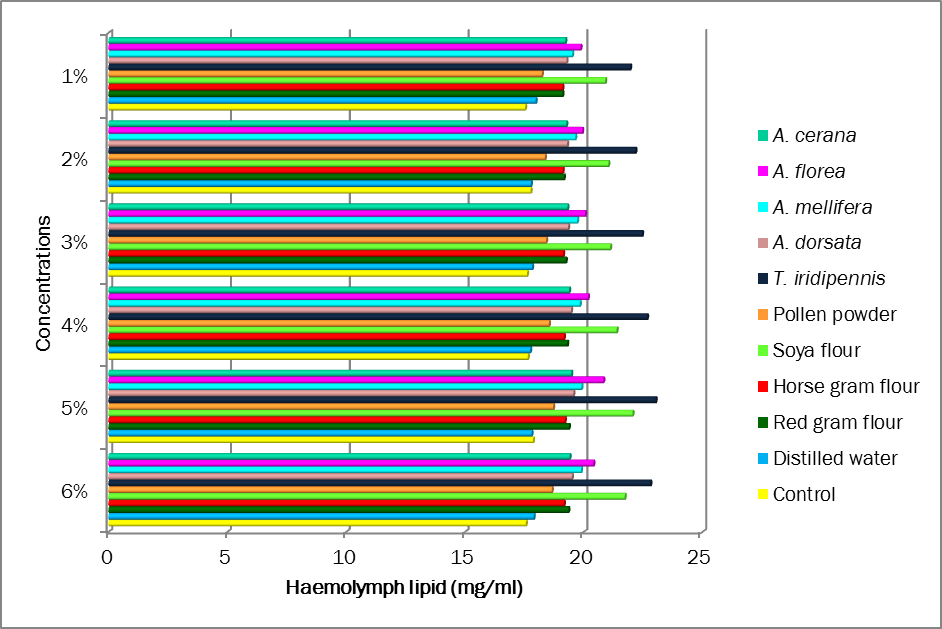 1%
2%
3%
4%
5%
6%
Concentrations
0 5 10 15 20 25
Haemolymph lipid (mg/ml)
A. cerana
A. florea
A. mellifera
A. dorsata
T. iridipennis
Pollen powder
Soya flour
Horse gram flour
Red gram flour
Distilled water
Control